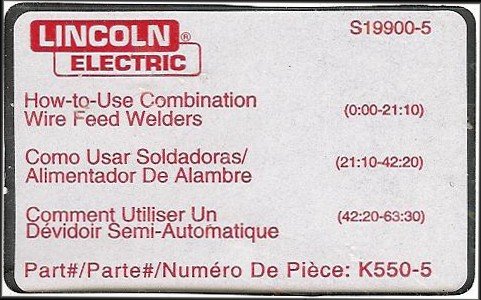 LINCOLN ® S19900-5
ELECTRIC
How-to-Use Combination
Wire Feed Welders (0:00-21:10)
Como Usar Soldadoras/
Alimentador De Alambre (21:10-42:20)
Comment Utiliser Un
Dévidoir Semi-Automatique (42:20-63:30)
Part#/Parte#/Numéro De Pièce: K550-5